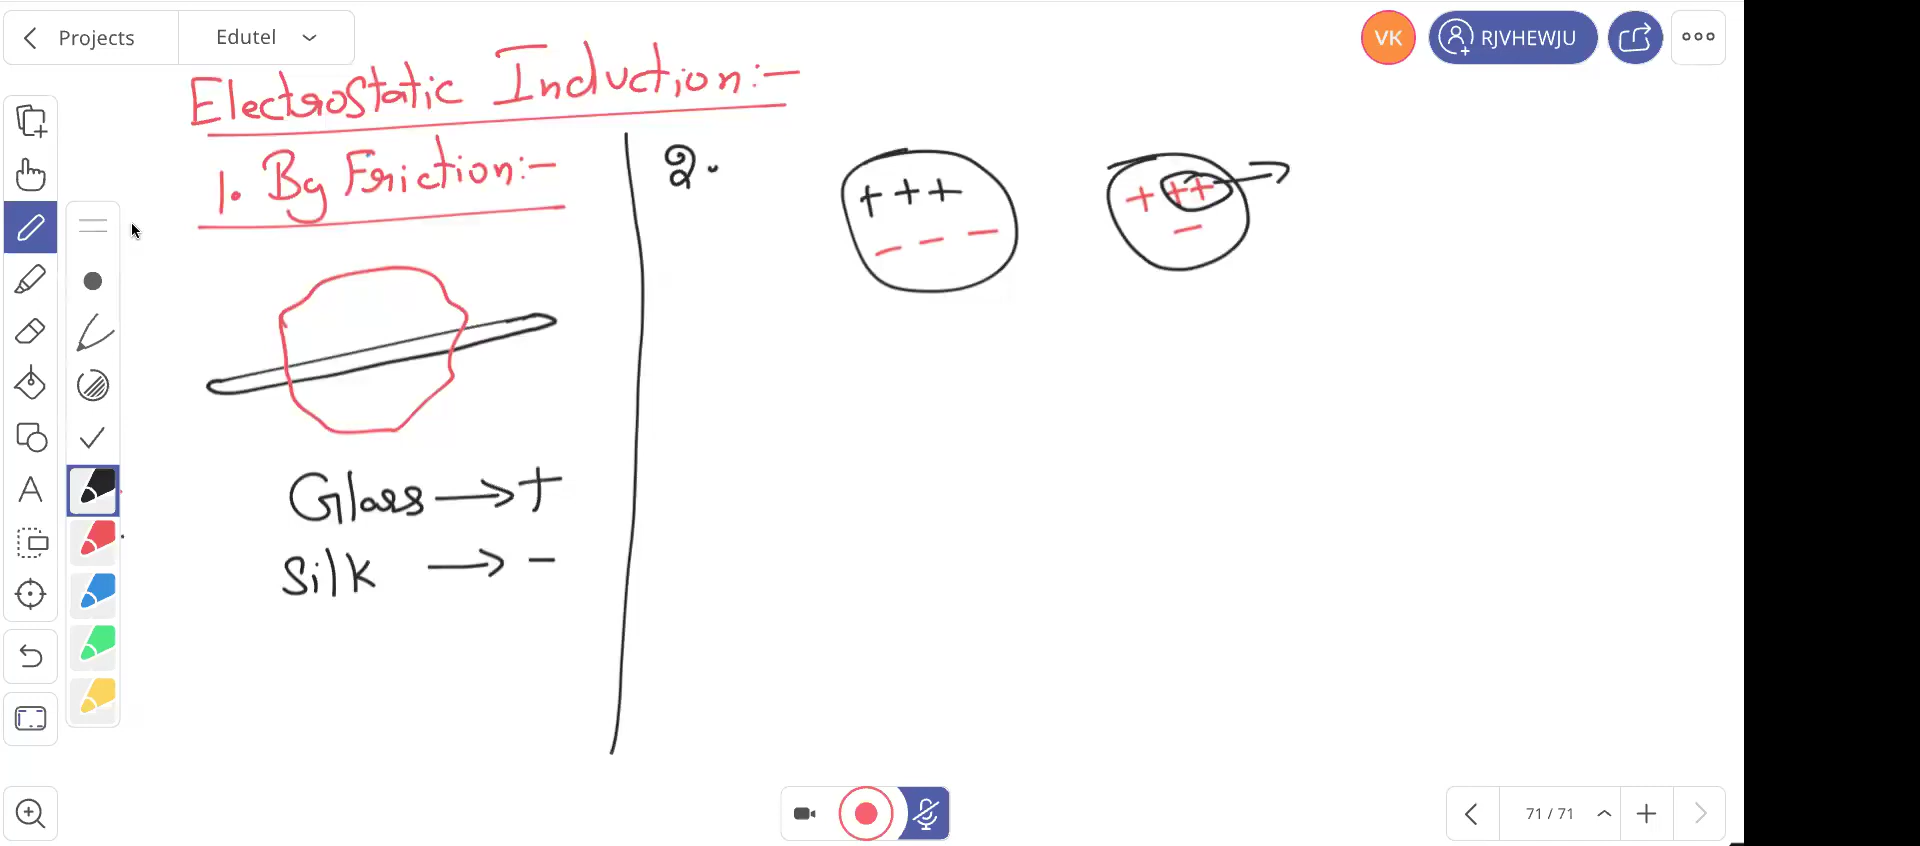 Projects
Edutel
VK
RJVHEWJU
Electrostatic Induction:-
1. By Friction:-
2.
+ + +
- - -
+ + +
-
Glass → +
Silk → -
A
71 / 71